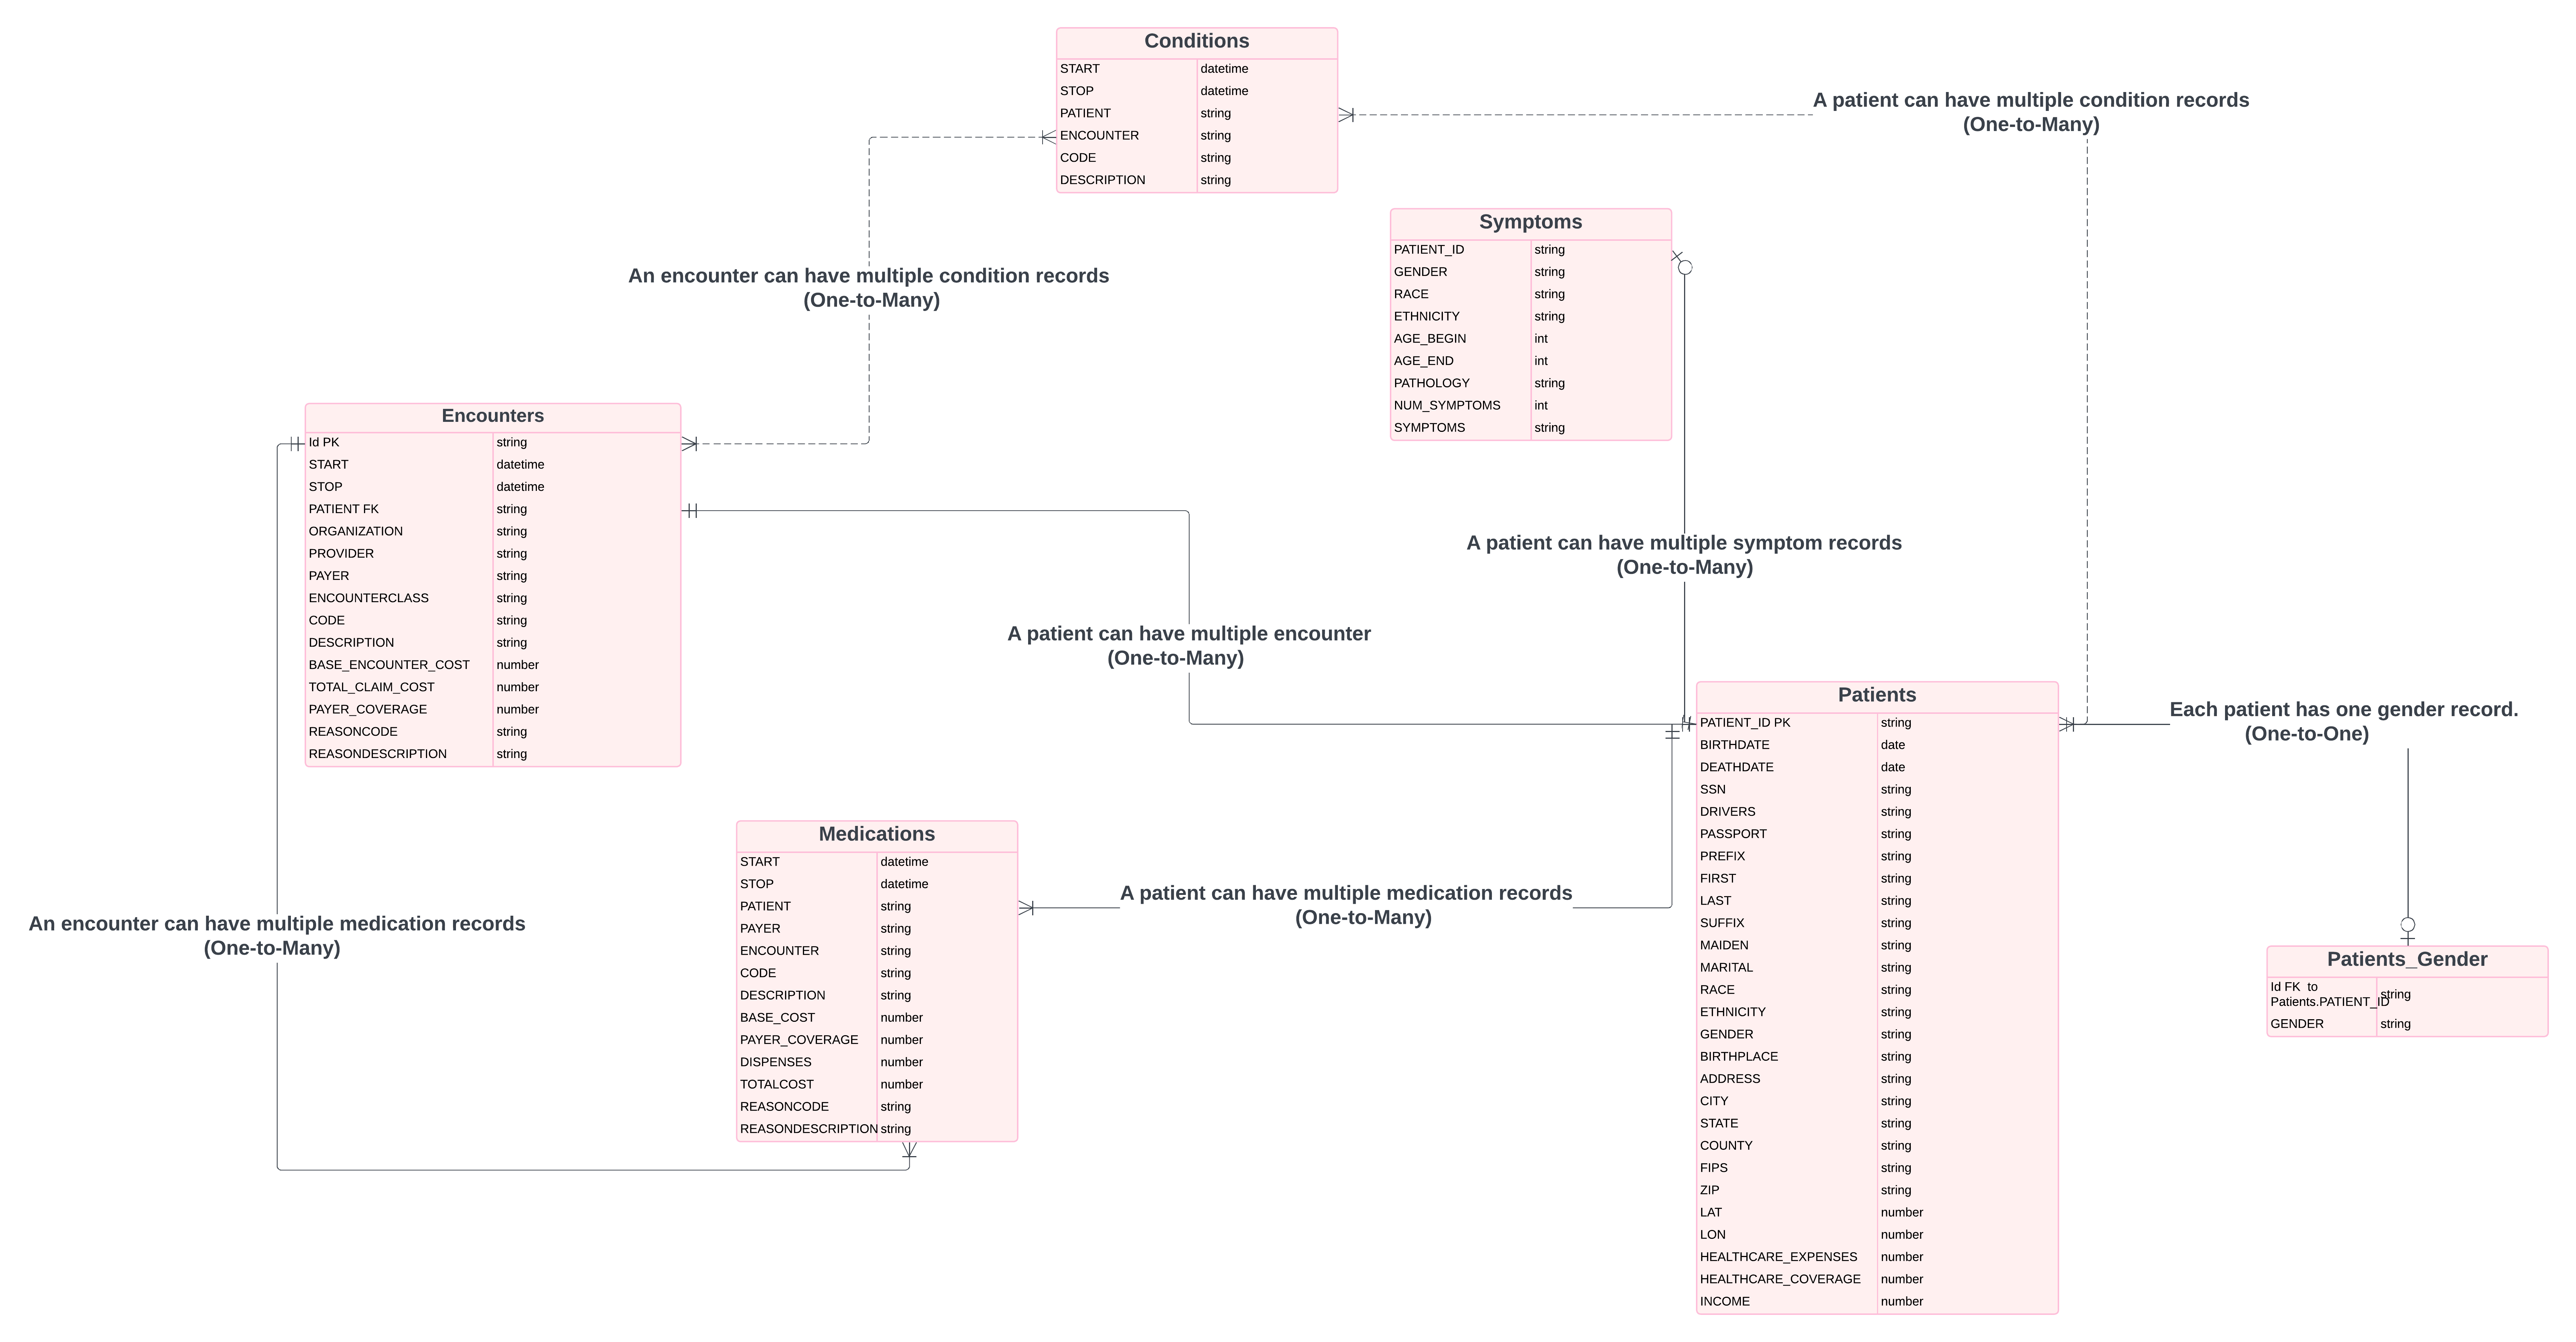 Conditions
START datetime
STOP datetime
PATIENT string
ENCOUNTER string
CODE string
DESCRIPTION string
A patient can have multiple condition records
(One-to-Many)
Symptoms
PATIENT_ID string
GENDER string
RACE string
ETHNICITY string
AGE_BEGIN int
AGE_END int
PATHOLOGY string
NUM_SYMPTOMS int
SYMPTOMS string
An encounter can have multiple condition records
(One-to-Many)
Encounters
Id PK string
START datetime
STOP datetime
PATIENT FK string
ORGANIZATION string
PROVIDER string
PAYER string
ENCOUNTERCLASS string
CODE string
DESCRIPTION string
BASE_ENCOUNTER_COST number
TOTAL_CLAIM_COST number
PAYER_COVERAGE number
REASONCODE string
REASONDESCRIPTION string
A patient can have multiple symptom records
(One-to-Many)
A patient can have multiple encounter
(One-to-Many)
Patients
PATIENT_ID PK string
BIRTHDATE date
DEATHDATE date
SSN string
DRIVERS string
PASSPORT string
PREFIX string
FIRST string
LAST string
SUFFIX string
MAIDEN string
MARITAL string
RACE string
ETHNICITY string
GENDER string
BIRTHPLACE string
ADDRESS string
CITY string
STATE string
COUNTY string
FIPS string
ZIP string
LAT number
LON number
HEALTHCARE_EXPENSES number
HEALTHCARE_COVERAGE number
INCOME number
Each patient has one gender record.
(One-to-One)
Medications
START datetime
STOP datetime
PATIENT string
PAYER string
ENCOUNTER string
CODE string
DESCRIPTION string
BASE_COST number
PAYER_COVERAGE number
DISPENSES number
TOTALCOST number
REASONCODE string
REASONDESCRIPTION string
A patient can have multiple medication records
(One-to-Many)
An encounter can have multiple medication records
(One-to-Many)
Patients_Gender
Id FK to
Patients.PATIENT_ID string
GENDER string